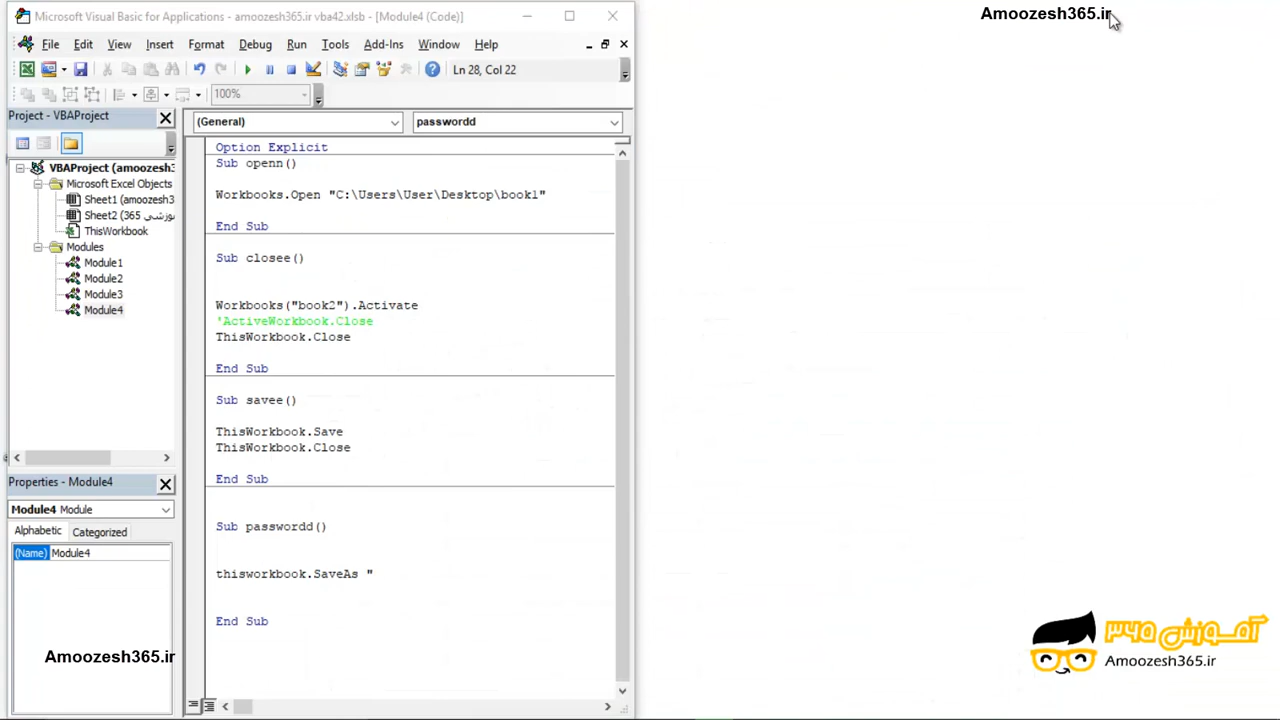 Microsoft Visual Basic for Applications - amoozesh365.ir vba42.xlsb - [Module4 (Code)]
Amoozesh365.ir
File Edit View Insert Format Debug Run Tools Add-Ins Window Help
Ln 28, Col 22
100%
Project - VBAProject
(General)
passwordd
VBAProject (amoozesh3
Microsoft Excel Objects
Sheet1 (amoozesh3
Sheet2 (موزشی 365
ThisWorkbook
Modules
Module1
Module2
Module3
Module4
Option Explicit
Sub openn()
Workbooks.Open "C:\Users\User\Desktop\book1"
End Sub
Sub closee()
Workbooks("book2").Activate
'ActiveWorkbook.Close
ThisWorkbook.Close
End Sub
Sub savee()
ThisWorkbook.Save
ThisWorkbook.Close
End Sub
Sub passwordd()
thisworkbook.SaveAs "
End Sub
Properties - Module4
Module4 Module
Alphabetic Categorized
(Name) Module4
Amoozesh365.ir
آموزش ۳۶۵
Amoozesh365.ir